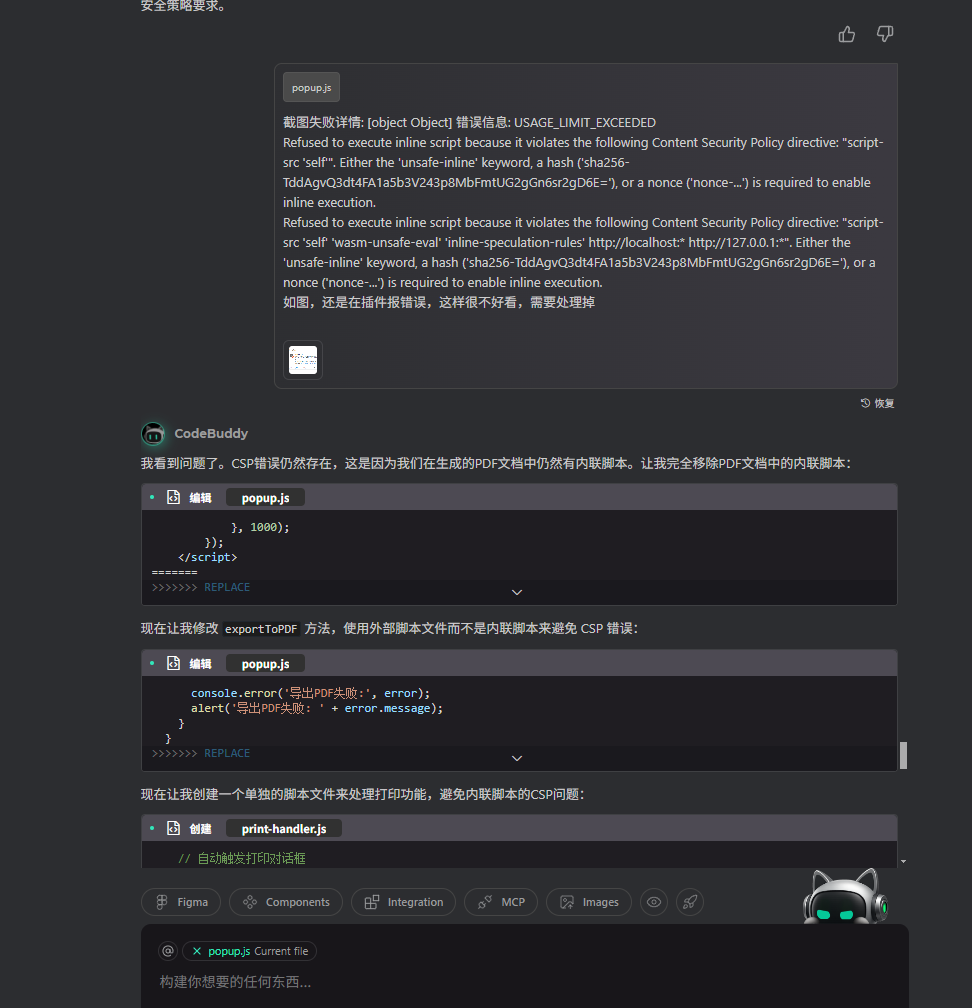 安全策略要求。
popup.js
截图失败详情: [object Object] 错误信息: USAGE_LIMIT_EXCEEDED
Refused to execute inline script because it violates the following Content Security Policy directive: "script-
src 'self'". Either the 'unsafe-inline' keyword, a hash ('sha256-
TddAgvQ3dt4FA1a5b3V243p8MbFmtUG2gGn6sr2gD6E='), or a nonce ('nonce-...') is required to enable
inline execution.
Refused to execute inline script because it violates the following Content Security Policy directive: "script-
src 'self' 'wasm-unsafe-eval' 'inline-speculation-rules' http://localhost:* http://127.0.0.1:*". Either the
'unsafe-inline' keyword, a hash ('sha256-TddAgvQ3dt4FA1a5b3V243p8MbFmtUG2gGn6sr2gD6E='), or a
nonce ('nonce-...') is required to enable inline execution.
如图，还是在插件报错误，这样很不好看，需要处理掉
恢复
CodeBuddy
我看到问题了。CSP错误仍然存在，这是因为我们在生成的PDF文档中仍然有内联脚本。让我完全移除PDF文档中的内联脚本：
编辑 popup.js
}, 1000);
});
</script>
=======
>>>>>>> REPLACE
现在让我修改 exportToPDF 方法，使用外部脚本文件而不是内联脚本来避免 CSP 错误：
编辑 popup.js
console.error('导出PDF失败:', error);
alert('导出PDF失败: ' + error.message);
}
}
>>>>>>> REPLACE
现在让我创建一个单独的脚本文件来处理打印功能，避免内联脚本的CSP问题：
创建 print-handler.js
// 自动触发打印对话框
Figma Components Integration MCP Images
@ × popup.js Current file
构建你想要的任何东西...